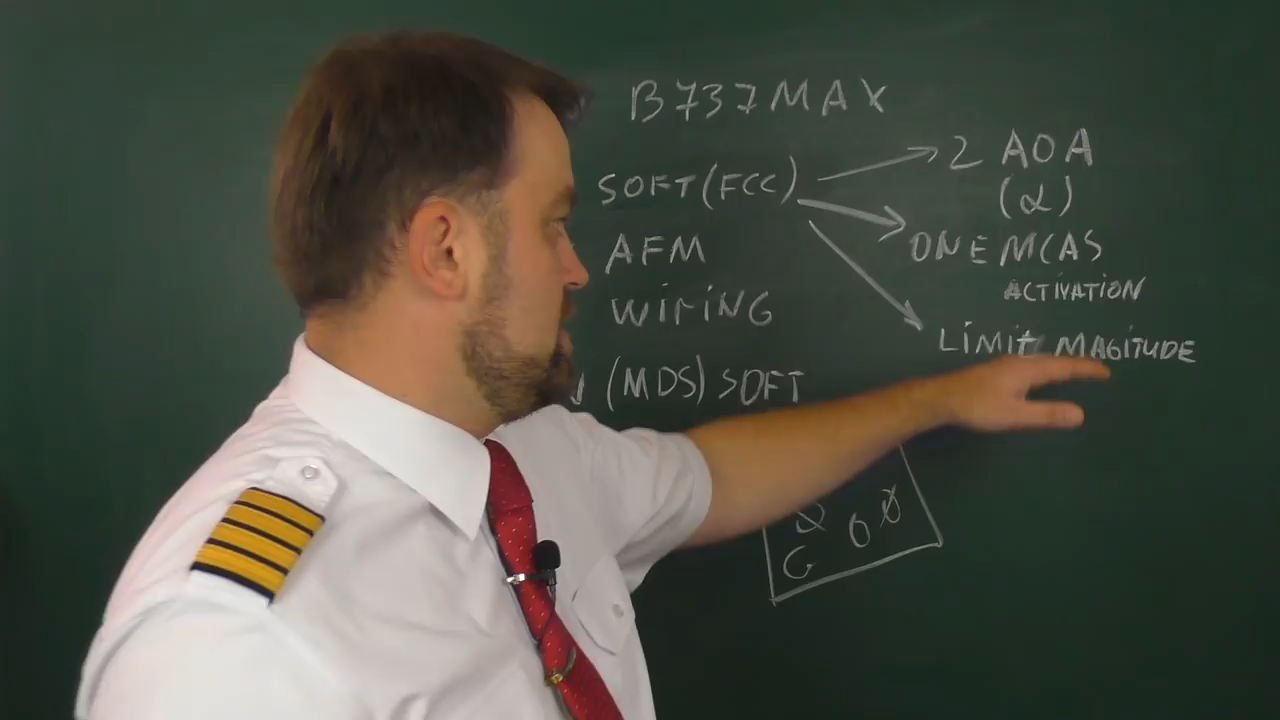 B737MAX
SOFT (FCC)
2 AOA
(α)
AFM
ONE MCAS
ACTIVATION
WIRING
LIMIT MAGITUDE
(MDS) SOFT